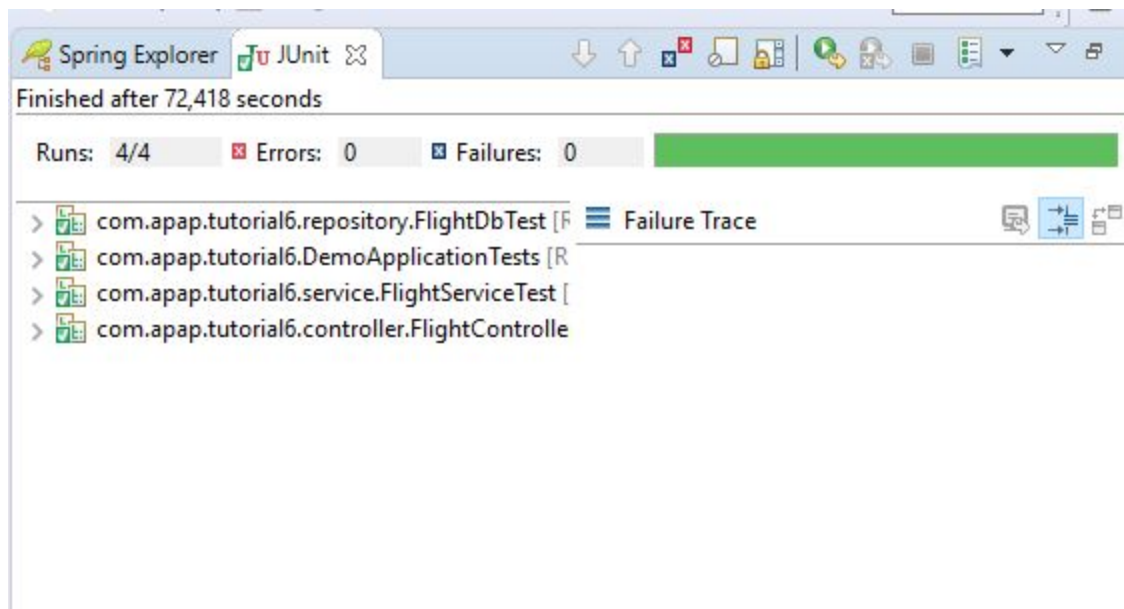 Spring Explorer JUnit
Finished after 72,418 seconds
Runs: 4/4 Errors: 0 Failures: 0
com.apap.tutorial6.repository.FlightDbTest [R Failure Trace
com.apap.tutorial6.DemoApplicationTests [R
com.apap.tutorial6.service.FlightServiceTest [
com.apap.tutorial6.controller.FlightControlle